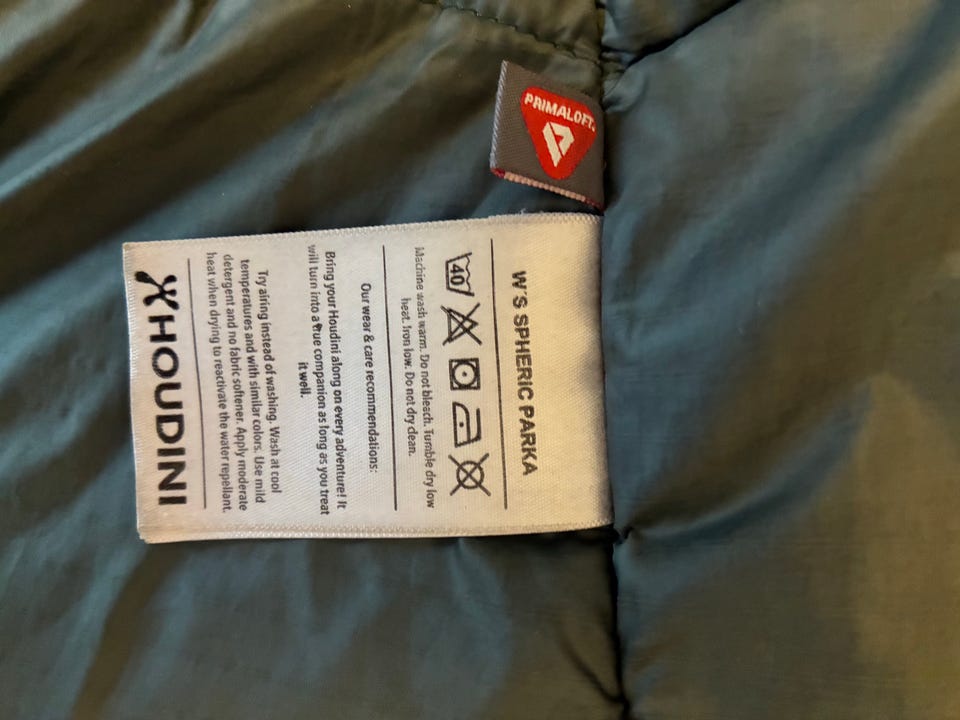 PRIMALOFT®
W'S SPHERIC PARKA
40
Machine wash warm. Do not bleach. Tumble dry low
heat. Iron low. Do not dry clean.
Our wear & care recommendations:
Bring your Houdini along on every adventure! It
will turn into a true companion as long as you treat
it well.
Try airing instead of washing. Wash at cool
temperatures and with similar colors. Use mild
detergent and no fabric softener. Apply moderate
heat when drying to reactivate the water repellant.
HOUDINI